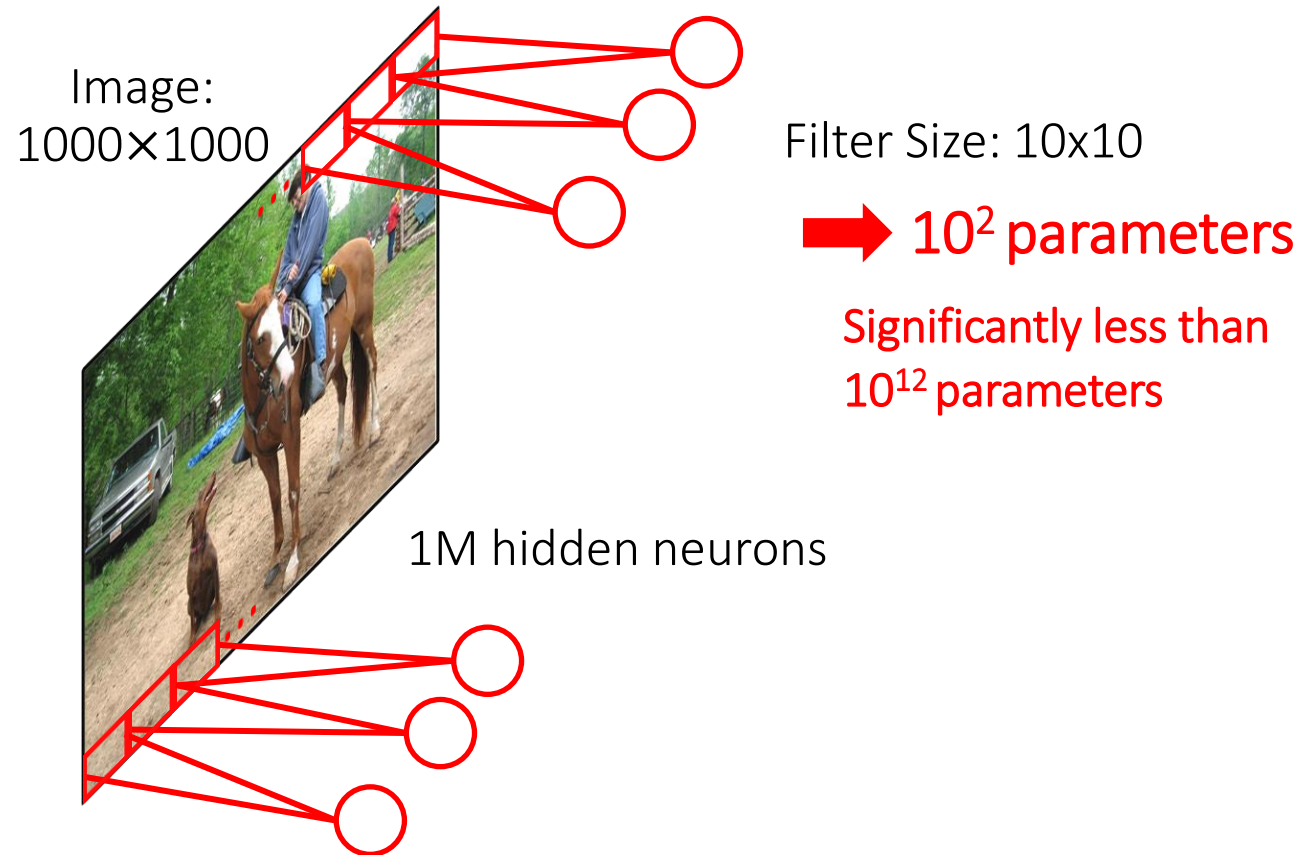 Image:
1000×1000
Filter Size: 10x10
10² parameters
Significantly less than
10¹² parameters
1M hidden neurons